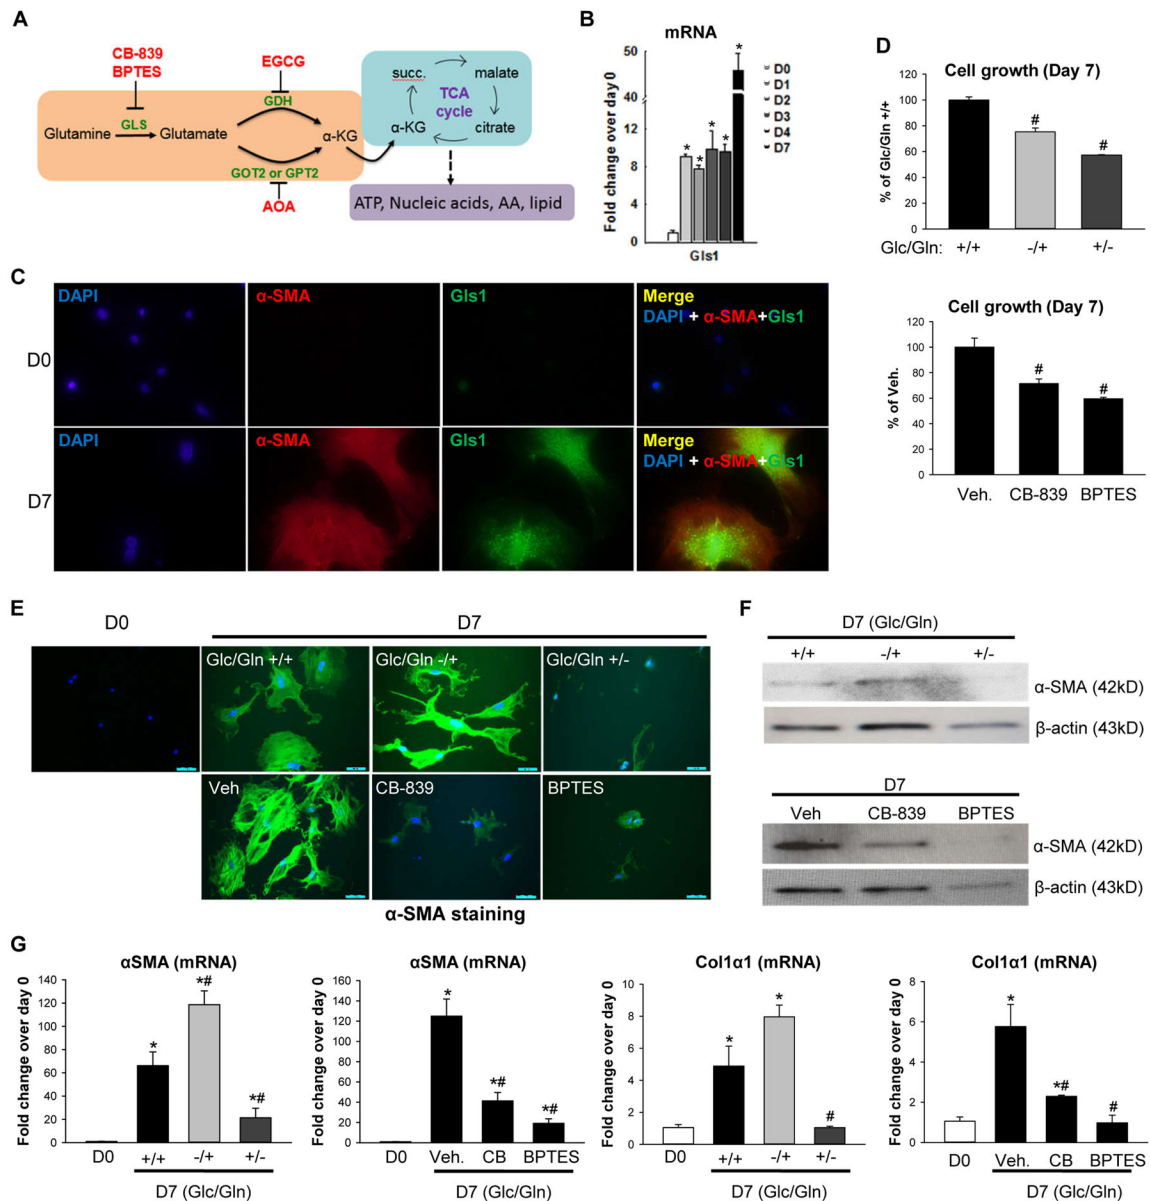 A
CB-839
BPTES
EGCG
GDH
Glutamine
GLS
Glutamate
α-KG
GOT2 or GPT2
AOA
succ.
malate
TCA
cycle
α-KG
citrate
ATP, Nucleic acids, AA, lipid
B
mRNA
Fold change over day 0
50
40
12
8
4
0
*
*
*
*
*
Gls1
D0
D1
D2
D3
D4
D7
D
Cell growth (Day 7)
% of Glc/Gln +/+
120
100
80
60
40
20
0
#
#
Glc/Gln:
+/+
-/+
+/-
Cell growth (Day 7)
% of Veh.
120
100
80
60
40
20
0
#
#
Veh.
CB-839
BPTES
C
D0
DAPI
α-SMA
Gls1
Merge
DAPI + α-SMA+Gls1
D7
DAPI
α-SMA
Gls1
Merge
DAPI + α-SMA+Gls1
E
D0
D7
Glc/Gln +/+
Glc/Gln -/+
Glc/Gln +/-
Veh
CB-839
BPTES
α-SMA staining
F
D7 (Glc/Gln)
+/+
-/+
+/-
α-SMA (42kD)
β-actin (43kD)
D7
Veh
CB-839
BPTES
α-SMA (42kD)
β-actin (43kD)
G
αSMA (mRNA)
Fold change over day 0
140
120
100
80
60
40
20
0
*
*#
*#
D0
+/+
-/+
+/-
D7 (Glc/Gln)
αSMA (mRNA)
Fold change over day 0
160
140
120
100
80
60
40
20
0
*
*#
*#
D0
Veh.
CB
BPTES
D7 (Glc/Gln)
Col1α1 (mRNA)
Fold change over day 0
10
8
6
4
2
0
*
*
#
D0
+/+
-/+
+/-
D7 (Glc/Gln)
Col1α1 (mRNA)
Fold change over day 0
8
6
4
2
0
*
*#
#
D0
Veh.
CB
BPTES
D7 (Glc/Gln)